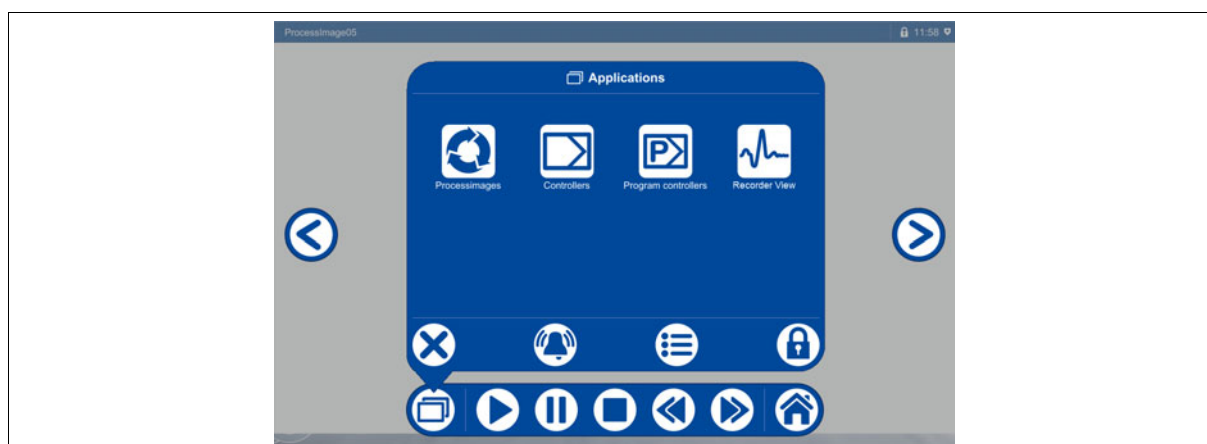 ProcessImage05
11:58
Applications
P
Processimages
Controllers
Program controllers
Recorder View